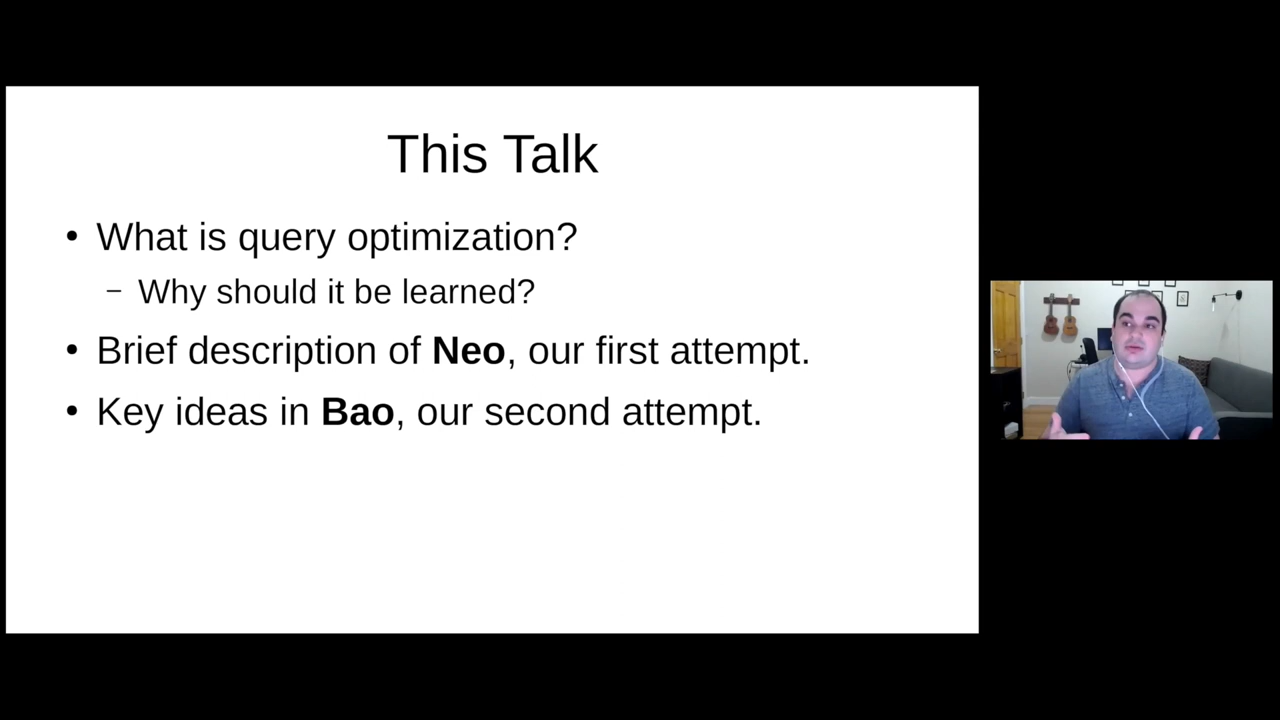 This Talk
• What is query optimization?
– Why should it be learned?
• Brief description of Neo, our first attempt.
• Key ideas in Bao, our second attempt.